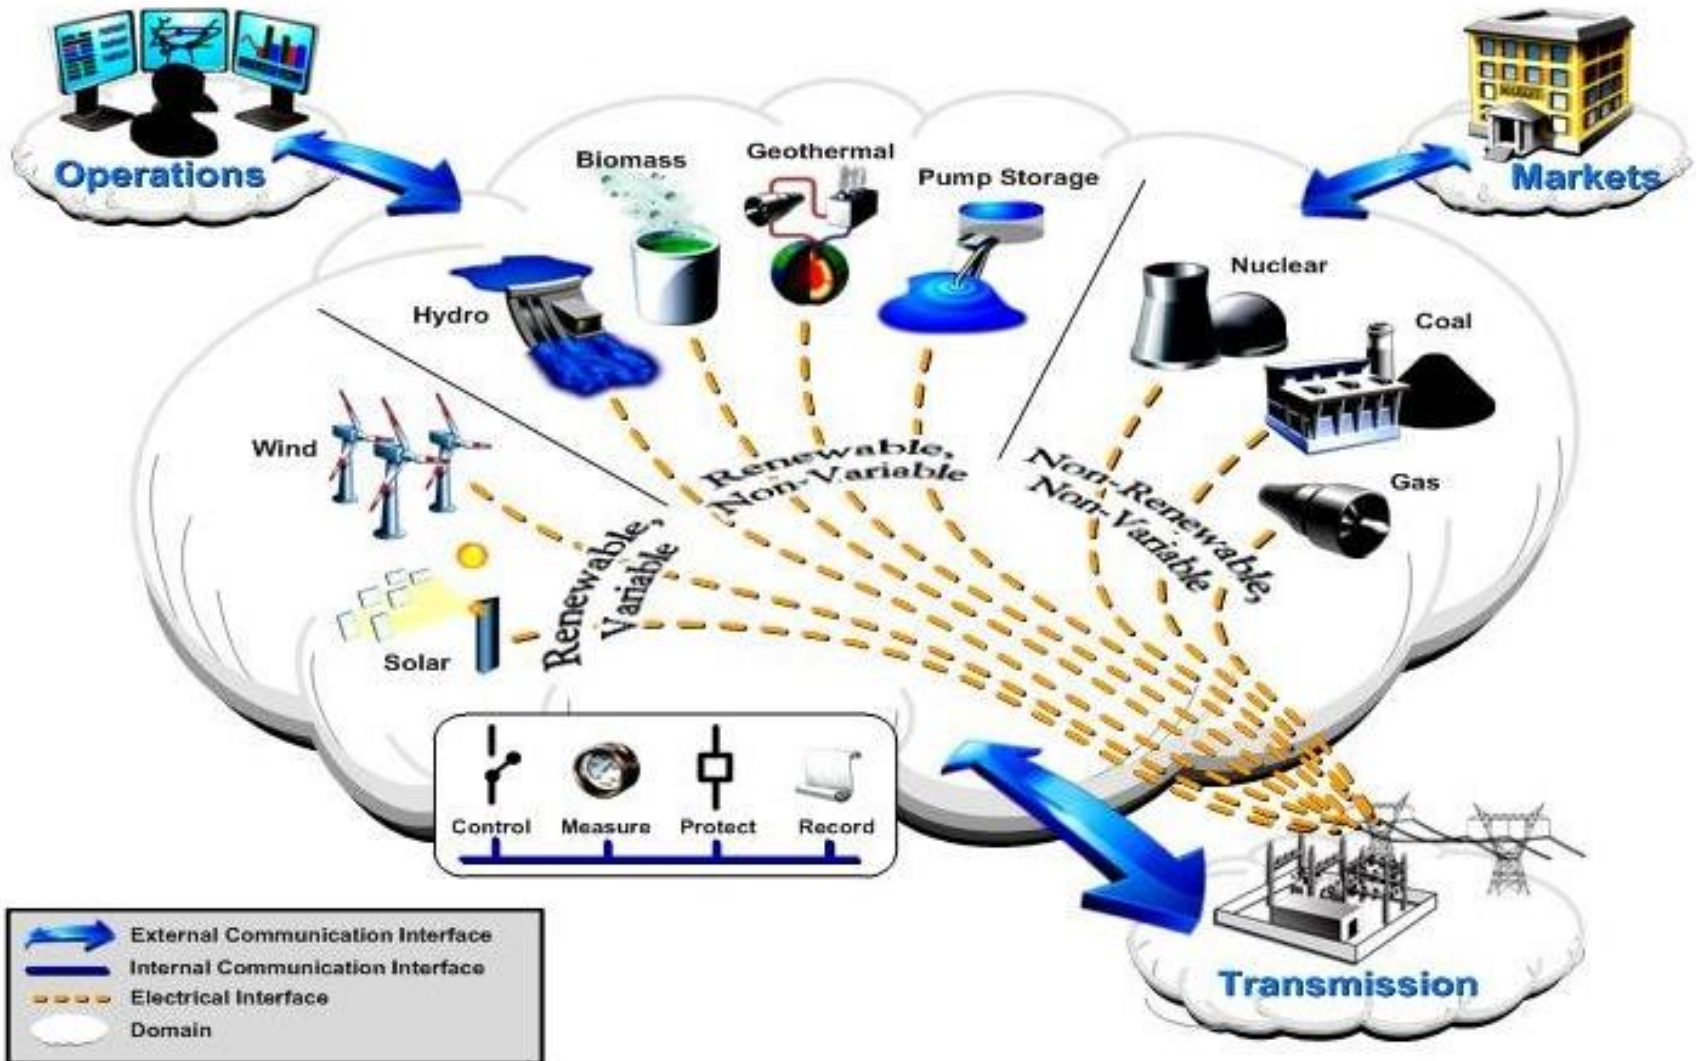 Operations
Markets
MARKET
Biomass
Geothermal
Pump Storage
Hydro
Nuclear
Coal
Wind
Gas
Solar
Renewable,
Variable
Renewable,
Non-Variable
Non-Renewable,
Non-Variable
Control
Measure
Protect
Record
External Communication Interface
Internal Communication Interface
Electrical Interface
Domain
Transmission